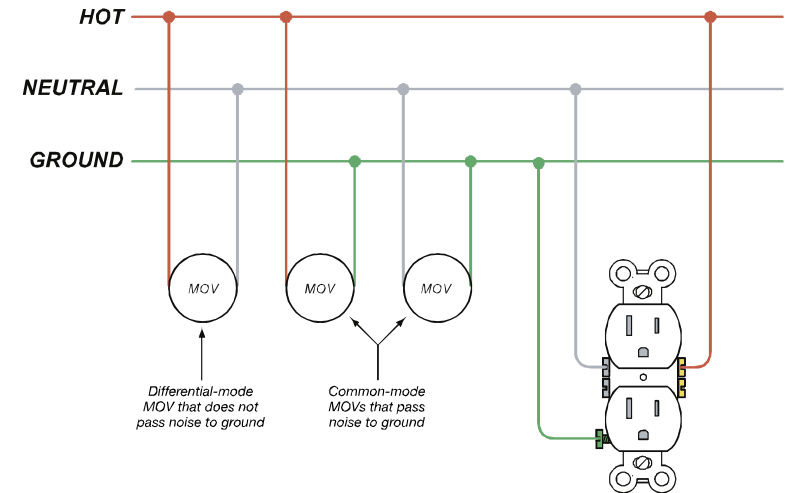 HOT
NEUTRAL
GROUND
MOV
MOV
MOV
Differential-mode
MOV that does not
pass noise to ground
Common-mode
MOVs that pass
noise to ground